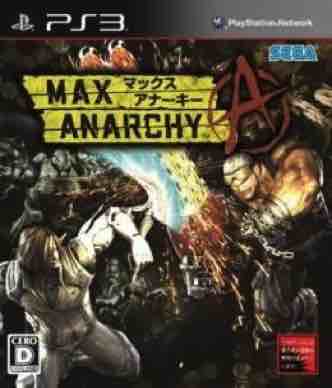 PS3
PlayStation Network
SEGA
MAX マックス
アナーキー
ANARCHY A
CERO
D